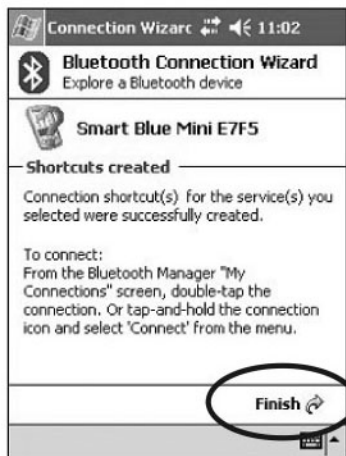 Connection Wizarc 11:02
Bluetooth Connection Wizard
Explore a Bluetooth device
Smart Blue Mini E7F5
Shortcuts created
Connection shortcut(s) for the service(s) you
selected were successfully created.
To connect:
From the Bluetooth Manager "My
Connections" screen, double-tap the
connection. Or tap-and-hold the connection
icon and select 'Connect' from the menu.
Finish